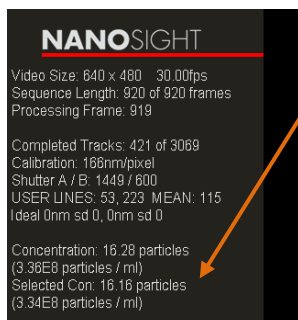 NANOSIGHT
Video Size: 640 x 480 30.00fps
Sequence Length: 920 of 920 frames
Processing Frame: 919
Completed Tracks: 421 of 3069
Calibration: 166nm/pixel
Shutter A / B: 1449 / 600
USER LINES: 53, 223 MEAN: 115
Ideal 0nm sd 0, 0nm sd 0
Concentration: 16.28 particles
(3.36E8 particles / ml)
Selected Con: 16.16 particles
(3.34E8 particles / ml)